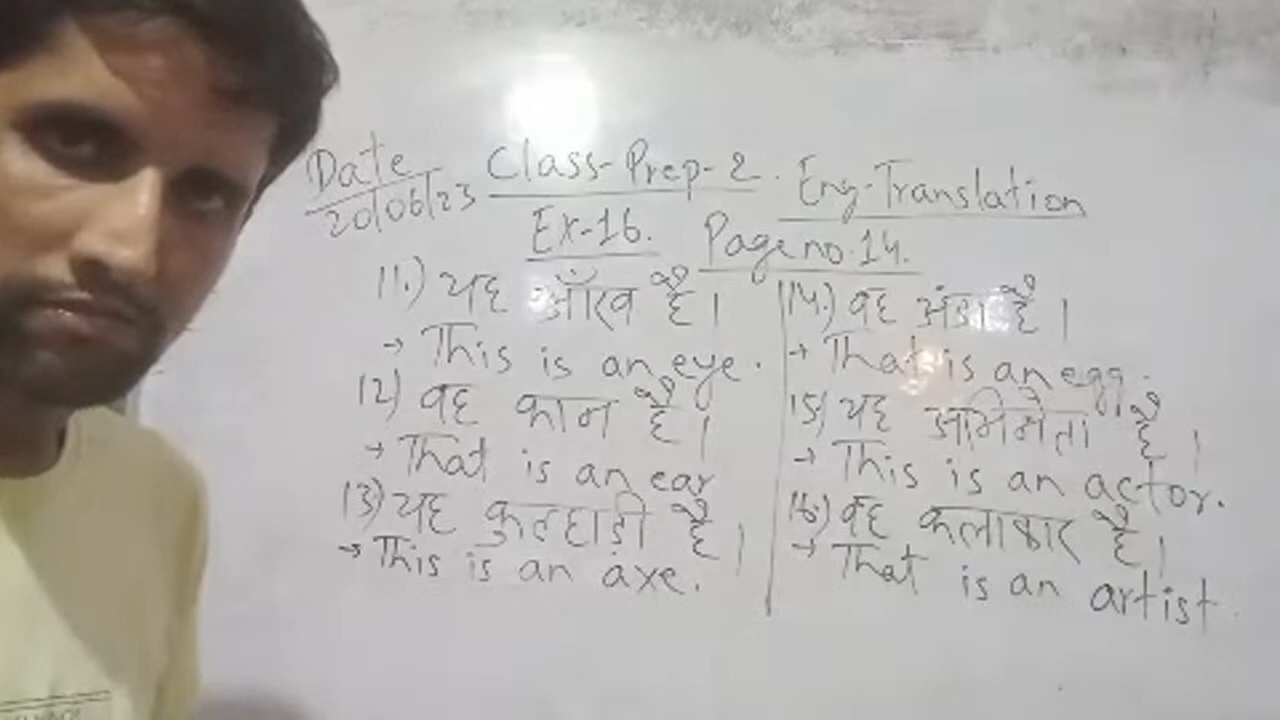 Date
20/06/23
Class-Prep-2. Eng-Translation
Ex-16. Page no. 14.
11.) यह आँख है।
→ This is an eye.
12) वह कान है।
→ That is an ear
13) यह कुल्हाड़ी है।
→ This is an axe.
14.) वह अंडा है।
→ That is an egg.
15) यह अभिनेता है।
→ This is an actor.
16.) वह कलाकार है।
→ That is an artist.